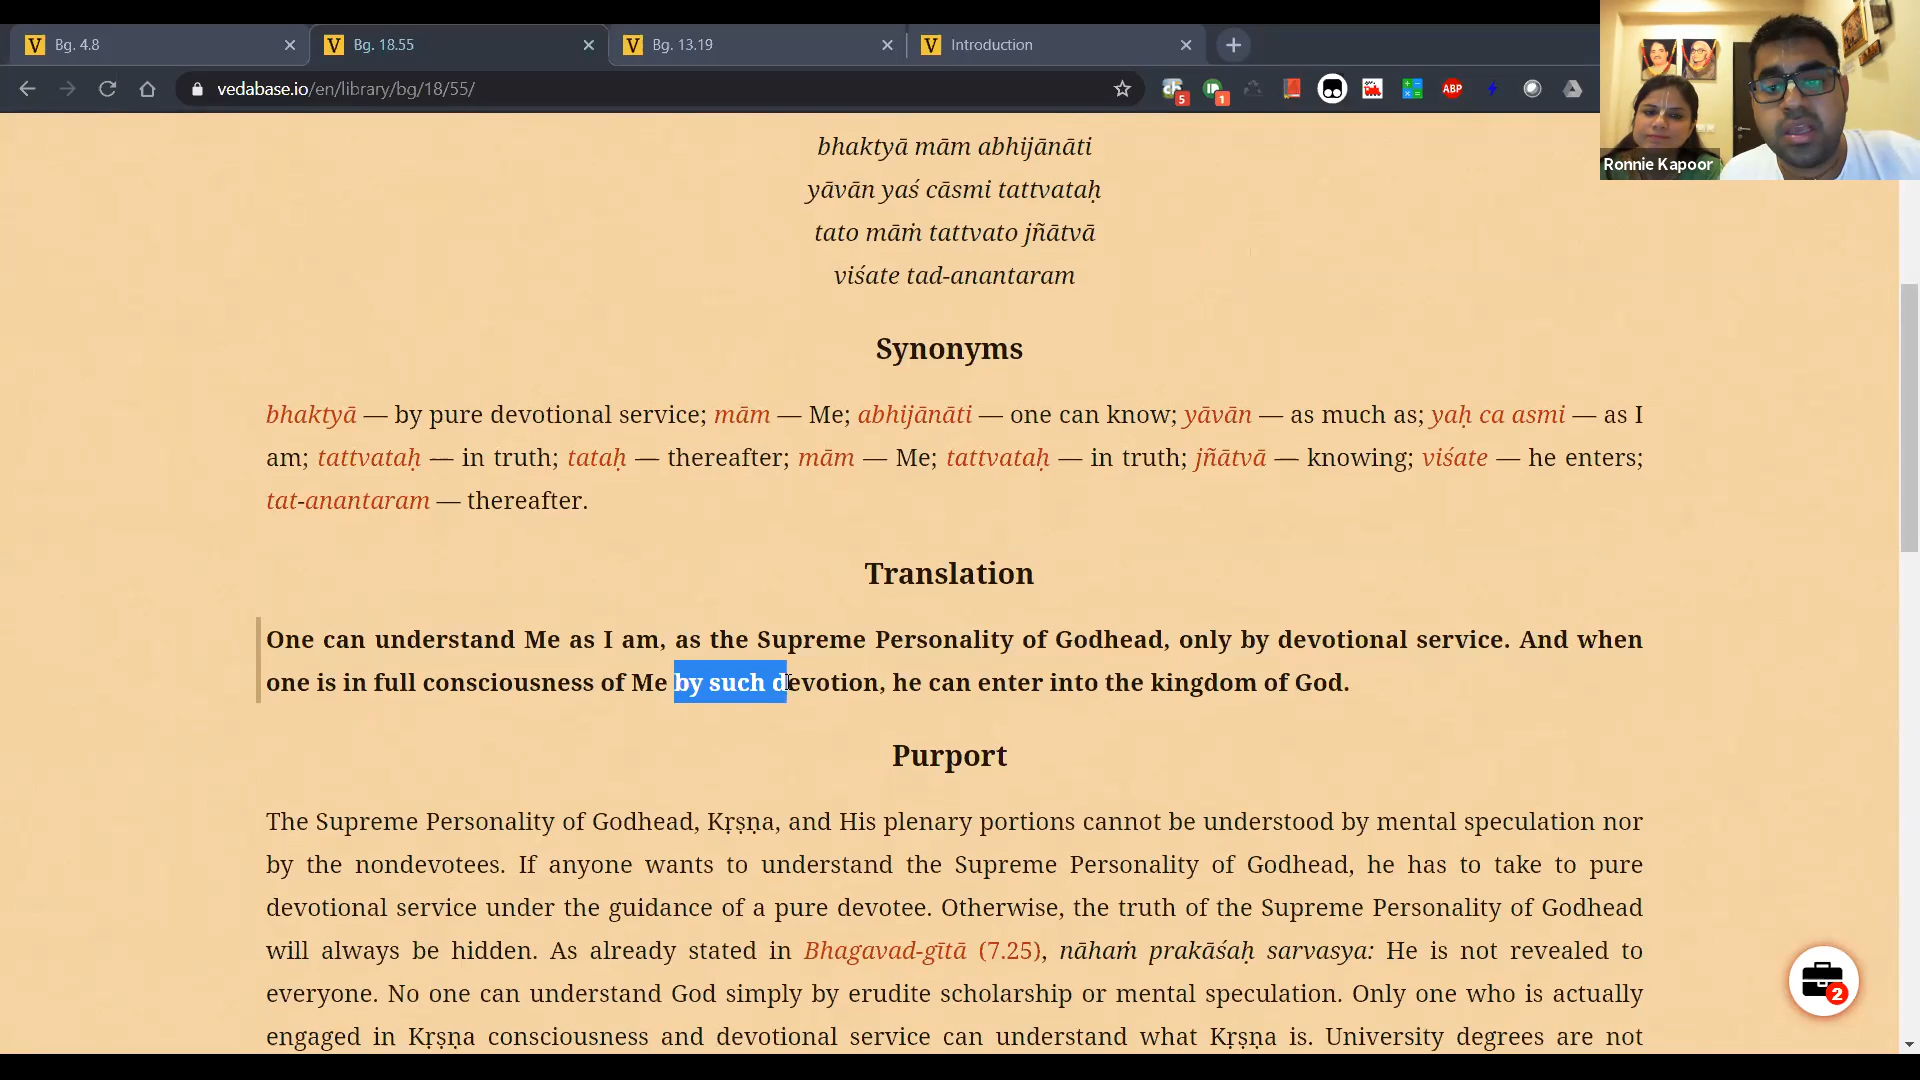 Bg. 4.8
Bg. 18.55
Bg. 13.19
Introduction
vedabase.io/en/library/bg/18/55/
5
1
ABP
Ronnie Kapoor
bhaktyā mām abhijānāti
yāvān yaś cāsmi tattvataḥ
tato māṁ tattvato jñātvā
viśate tad-anantaram
Synonyms
bhaktyā — by pure devotional service; mām — Me; abhijānāti — one can know; yāvān — as much as; yaḥ ca asmi — as I
am; tattvataḥ — in truth; tataḥ — thereafter; mām — Me; tattvataḥ — in truth; jñātvā — knowing; viśate — he enters;
tat-anantaram — thereafter.
Translation
One can understand Me as I am, as the Supreme Personality of Godhead, only by devotional service. And when
one is in full consciousness of Me by such devotion, he can enter into the kingdom of God.
Purport
The Supreme Personality of Godhead, Kṛṣṇa, and His plenary portions cannot be understood by mental speculation nor
by the nondevotees. If anyone wants to understand the Supreme Personality of Godhead, he has to take to pure
devotional service under the guidance of a pure devotee. Otherwise, the truth of the Supreme Personality of Godhead
will always be hidden. As already stated in Bhagavad-gītā (7.25), nāhaṁ prakāśaḥ sarvasya: He is not revealed to
everyone. No one can understand God simply by erudite scholarship or mental speculation. Only one who is actually
engaged in Kṛṣṇa consciousness and devotional service can understand what Kṛṣṇa is. University degrees are not
2